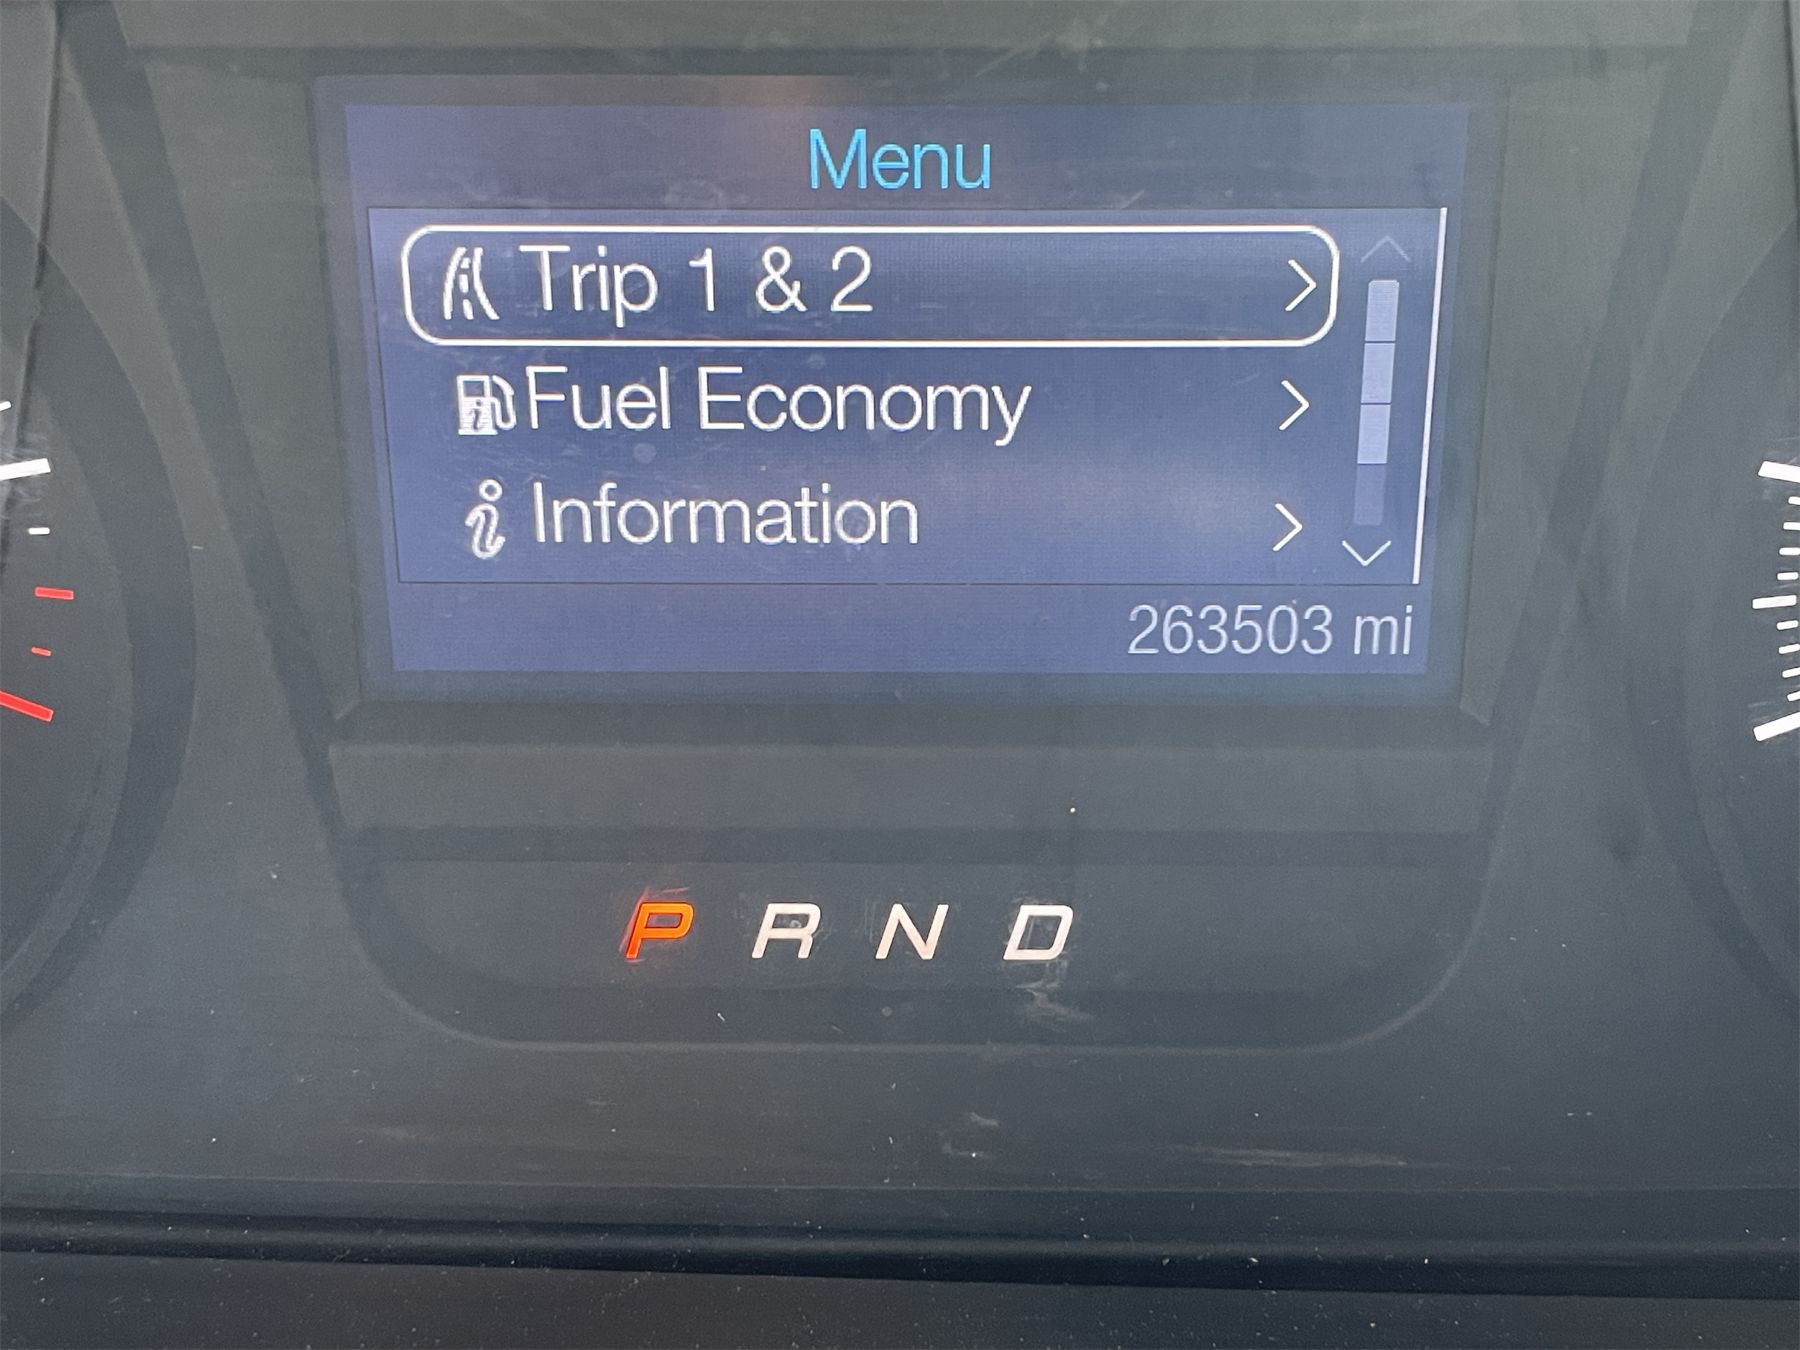 Menu
Trip 1 & 2
Fuel Economy
Information
263503 mi
P R N D